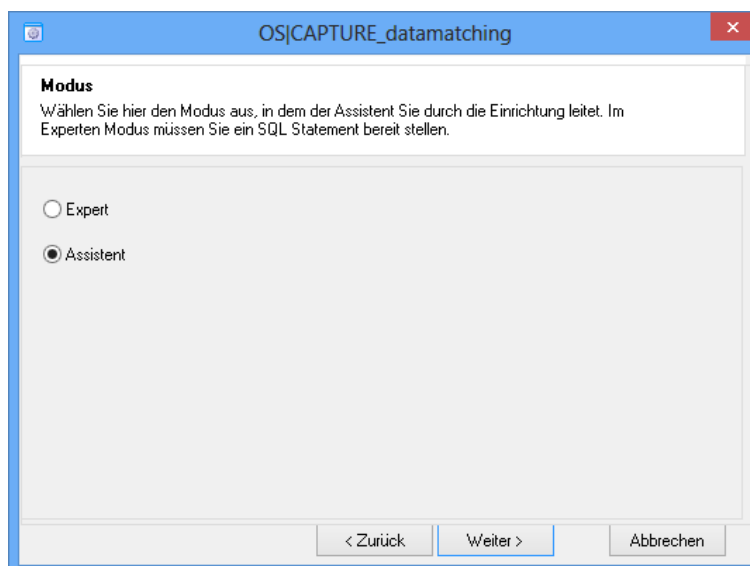 OS|CAPTURE_datamatching
Modus
Wählen Sie hier den Modus aus, in dem der Assistent Sie durch die Einrichtung leitet. Im
Experten Modus müssen Sie ein SQL Statement bereit stellen.
Expert
Assistent
< Zurück Weiter > Abbrechen